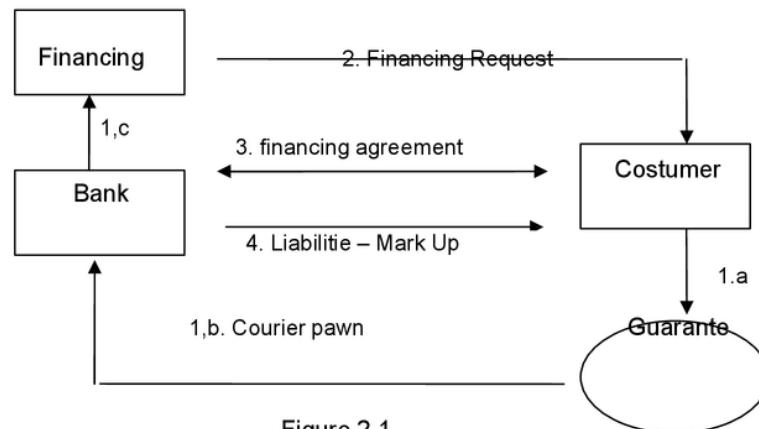 Financing
2. Financing Request
1,c
3. financing agreement
Costumer
Bank
4. Liabilitie – Mark Up
1.a
1,b. Courier pawn
Guarante
Figure 2.1